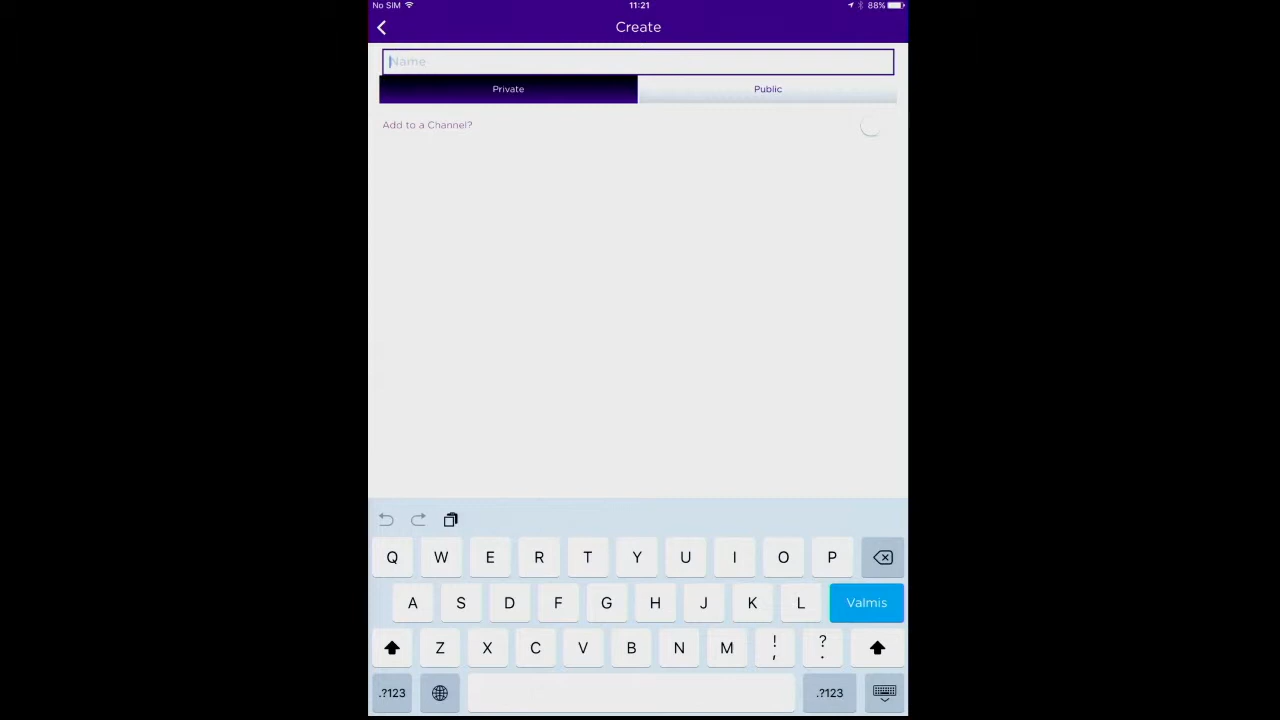 No SIM 11:21 88%
Create
Name
Private Public
Add to a Channel?
Q W E R T Y U I O P
A S D F G H J K L Valmis
Z X C V B N M ! , ? .
.?123 .?123